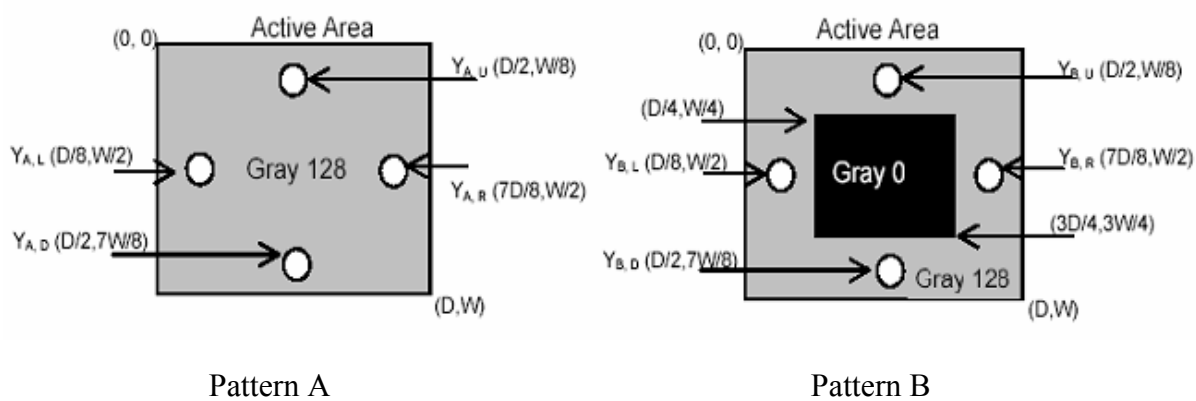 Active Area
(0, 0)
Y_A, U (D/2,W/8)
Y_A, L (D/8,W/2)
Gray 128
Y_A, R (7D/8,W/2)
Y_A, D (D/2,7W/8)
(D,W)
Pattern A
Active Area
(0, 0)
Y_B, U (D/2,W/8)
(D/4,W/4)
Y_B, L (D/8,W/2)
Gray 0
Y_B, R (7D/8,W/2)
(3D/4,3W/4)
Y_B, D (D/2,7W/8)
Gray 128
(D,W)
Pattern B